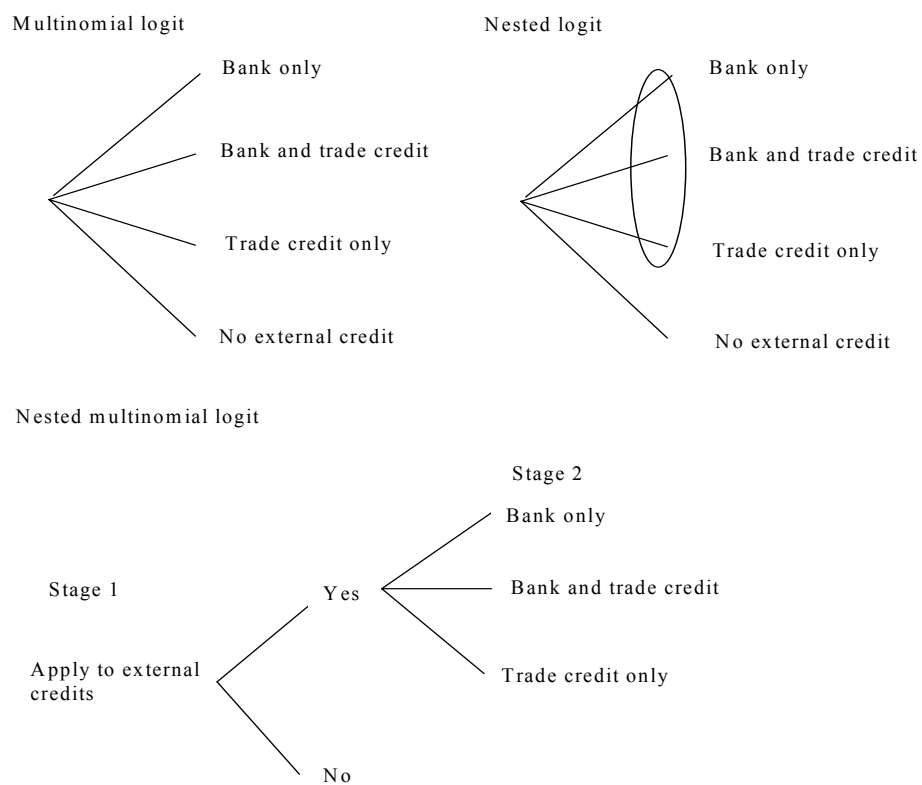 Multinomial logit
Bank only
Bank and trade credit
Trade credit only
No external credit
Nested logit
Bank only
Bank and trade credit
Trade credit only
No external credit
Nested multinomial logit
Stage 1
Apply to external
credits
Yes
No
Stage 2
Bank only
Bank and trade credit
Trade credit only